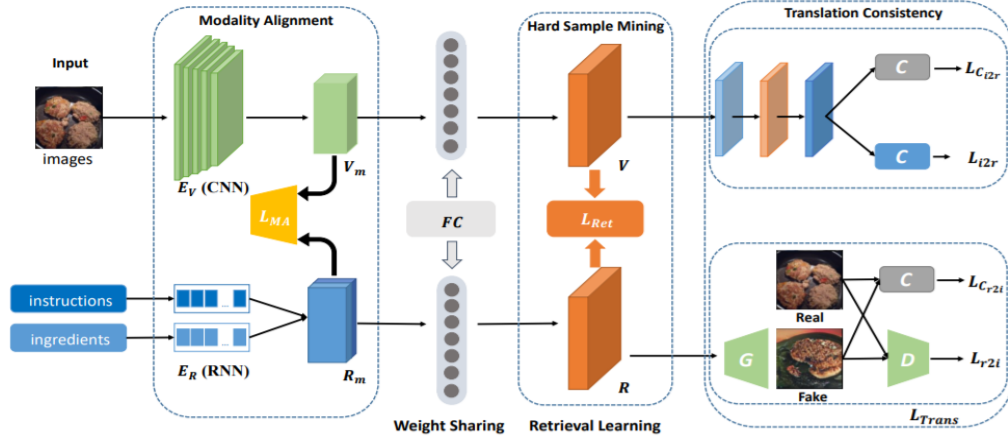 Modality Alignment
Hard Sample Mining
Translation Consistency
Input
images
E_V (CNN)
V_m
L_MA
FC
V
L_Ret
C
L_C_i2r
C
L_i2r
instructions
ingredients
E_R (RNN)
R_m
R
G
Real
Fake
C
D
L_C_r2i
L_r2i
L_Trans
Weight Sharing
Retrieval Learning